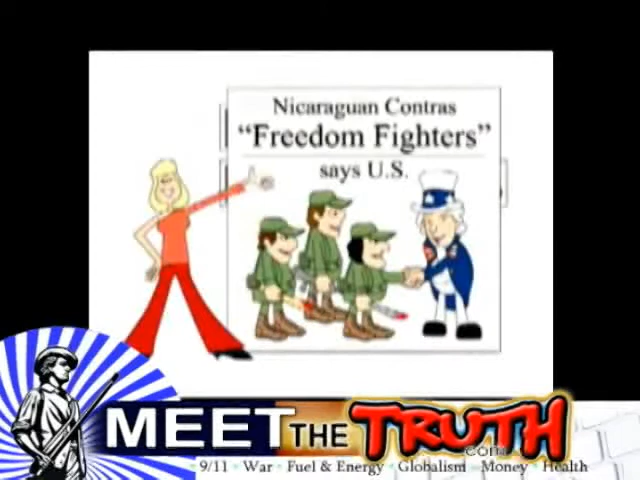 Nicaraguan Contras
"Freedom Fighters"
says U.S.
MEET THE TRUTH
.com
9/11 · War · Fuel & Energy · Globalism · Money · Health